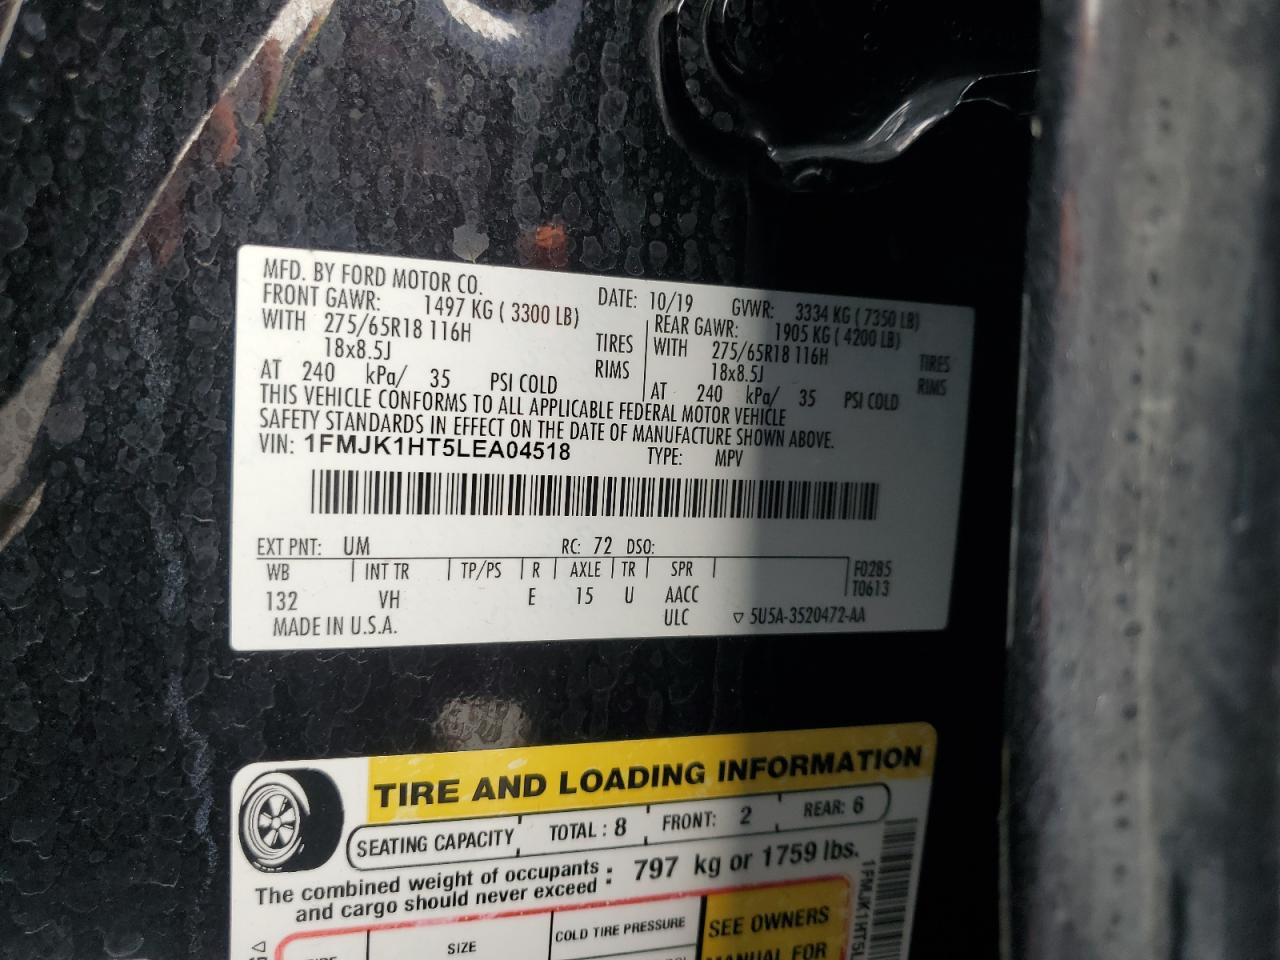 MFD. BY FORD MOTOR CO.
DATE: 10/19 GVWR: 3334 KG ( 7350 LB)
FRONT GAWR: 1497 KG ( 3300 LB)
REAR GAWR: 1905 KG ( 4200 LB)
WITH 275/65R18 116H TIRES
WITH 275/65R18 116H TIRES
18x8.5J RIMS
18x8.5J RIMS
AT 240 kPa/ 35 PSI COLD
AT 240 kPa/ 35 PSI COLD
THIS VEHICLE CONFORMS TO ALL APPLICABLE FEDERAL MOTOR VEHICLE
SAFETY STANDARDS IN EFFECT ON THE DATE OF MANUFACTURE SHOWN ABOVE.
VIN: 1FMJK1HT5LEA04518 TYPE: MPV
EXT PNT: UM RC: 72 DSO:
WB INT TR TP/PS R AXLE TR SPR F0285
132 VH E 15 U AACC T0613
MADE IN U.S.A. ULC ▽ 5U5A-3520472-AA
TIRE AND LOADING INFORMATION
SEATING CAPACITY TOTAL : 8 FRONT: 2 REAR: 6
The combined weight of occupants and cargo should never exceed : 797 kg or 1759 lbs.
SIZE COLD TIRE PRESSURE
SEE OWNERS
MANUAL FOR
1FMJK1HT5L